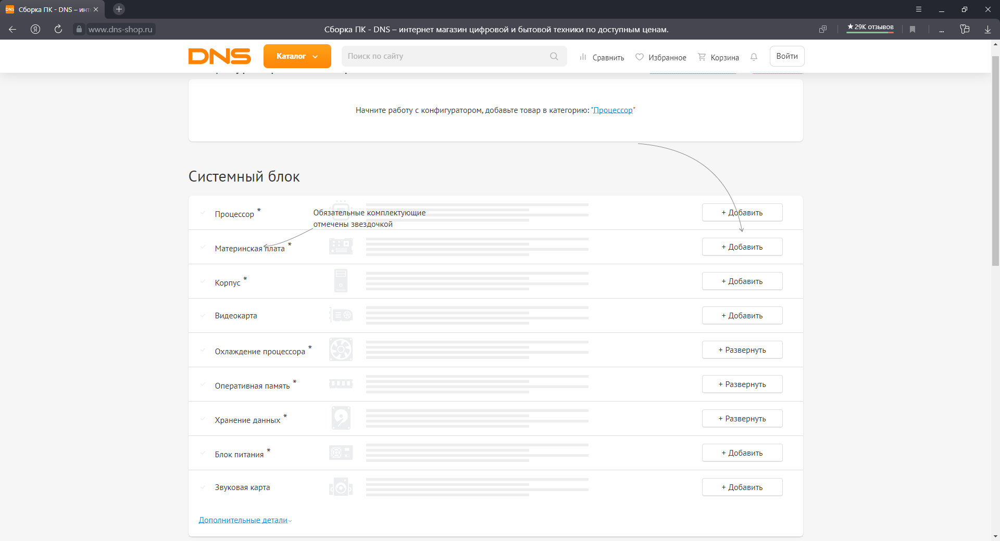 DNS Сборка ПК - DNS – инт
www.dns-shop.ru
Сборка ПК - DNS – интернет магазин цифровой и бытовой техники по доступным ценам.
★29K отзывов
DNS
Каталог
Поиск по сайту
Сравнить
Избранное
Корзина
Войти
Начните работу с конфигуратором, добавьте товар в категорию: "Процессор"
Системный блок
Процессор *
Обязательные комплектующие
отмечены звездочкой
+ Добавить
Материнская плата *
+ Добавить
Корпус *
+ Добавить
Видеокарта
+ Добавить
Охлаждение процессора *
+ Развернуть
Оперативная память *
+ Развернуть
Хранение данных *
+ Развернуть
Блок питания *
+ Добавить
Звуковая карта
+ Добавить
Дополнительные детали